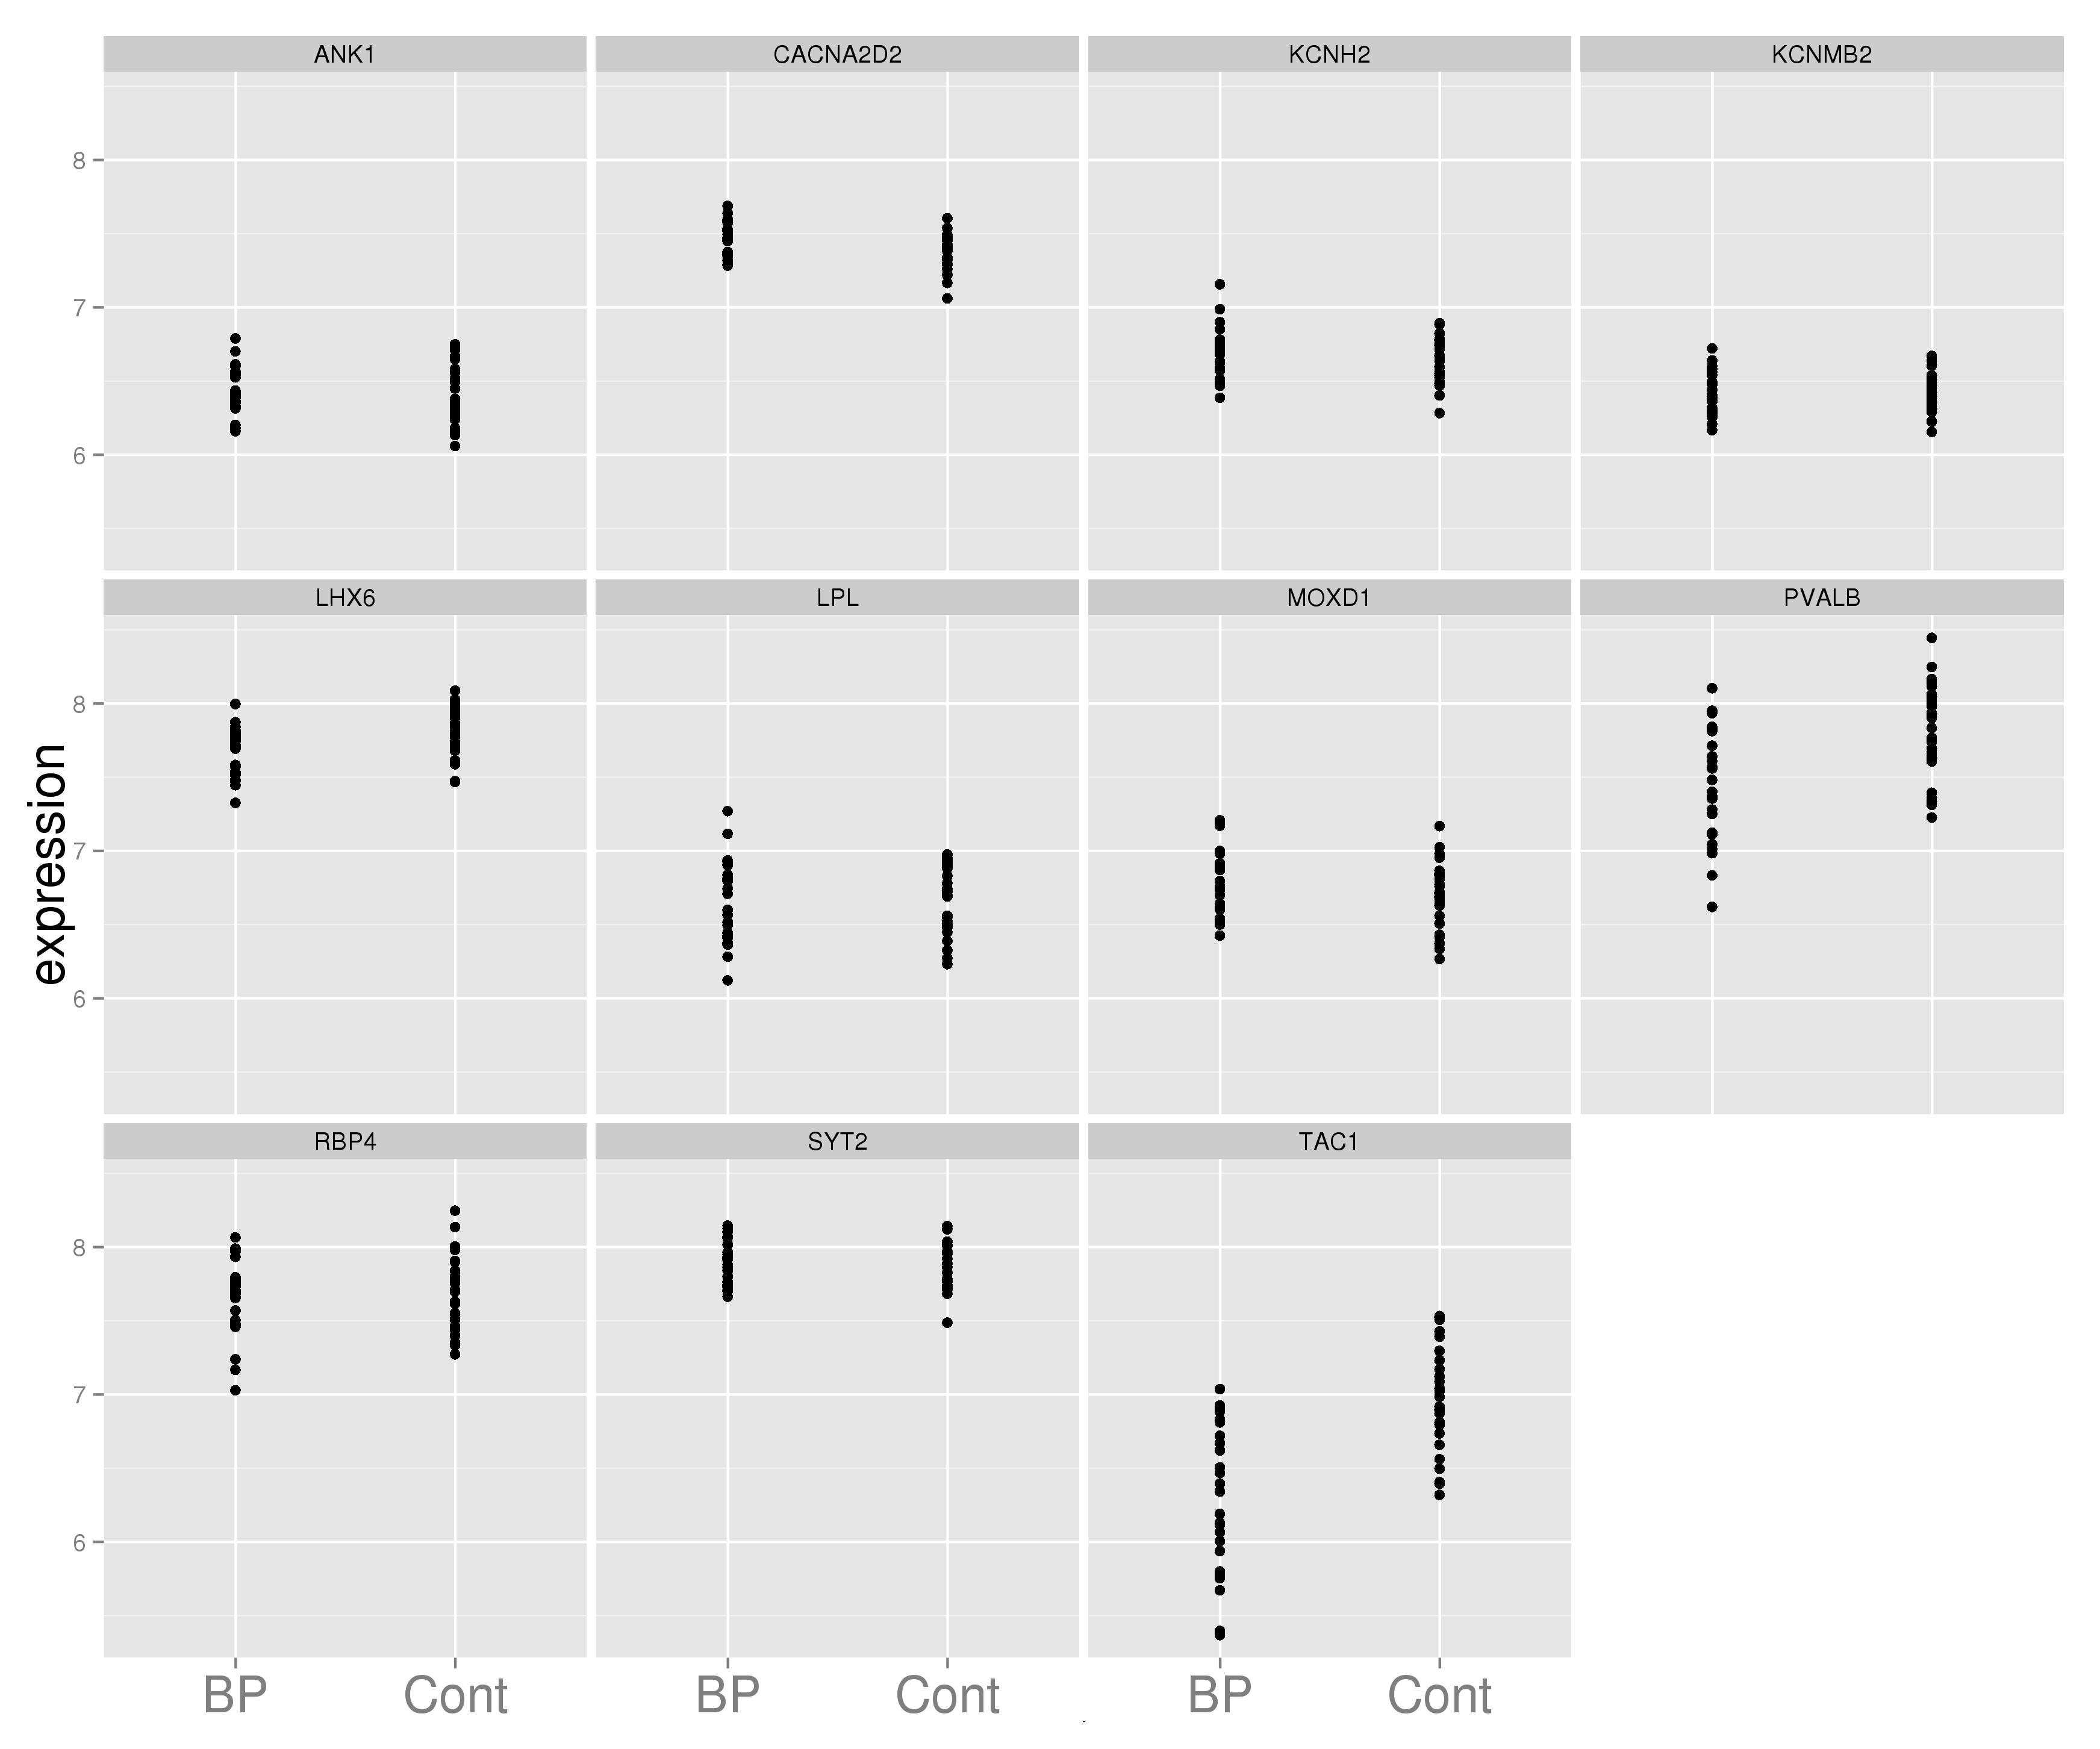 ANK1 CACNA2D2 KCNH2 KCNMB2
8
7
6
LHX6 LPL MOXD1 PVALB
8
7
6
expression
RBP4 SYT2 TAC1
8
7
6
BP Cont BP Cont BP Cont